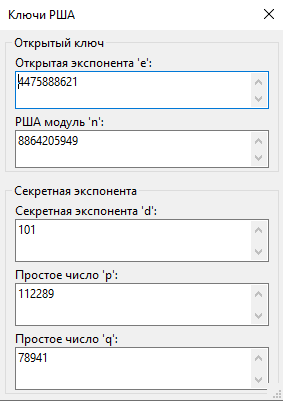 Ключи РША
Открытый ключ
Открытая экспонента 'e':
4475888621
РША модуль 'n':
8864205949
Секретная экспонента
Секретная экспонента 'd':
101
Простое число 'p':
112289
Простое число 'q':
78941